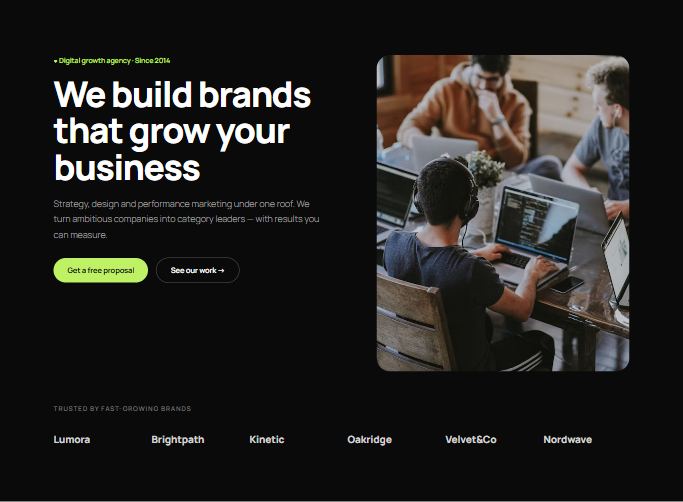 Digital growth agency · Since 2014
We build brands
that grow your
business
Strategy, design and performance marketing under one roof. We
turn ambitious companies into category leaders — with results you
can measure.
Get a free proposal
See our work →
TRUSTED BY FAST-GROWING BRANDS
Lumora
Brightpath
Kinetic
Oakridge
Velvet&Co
Nordwave